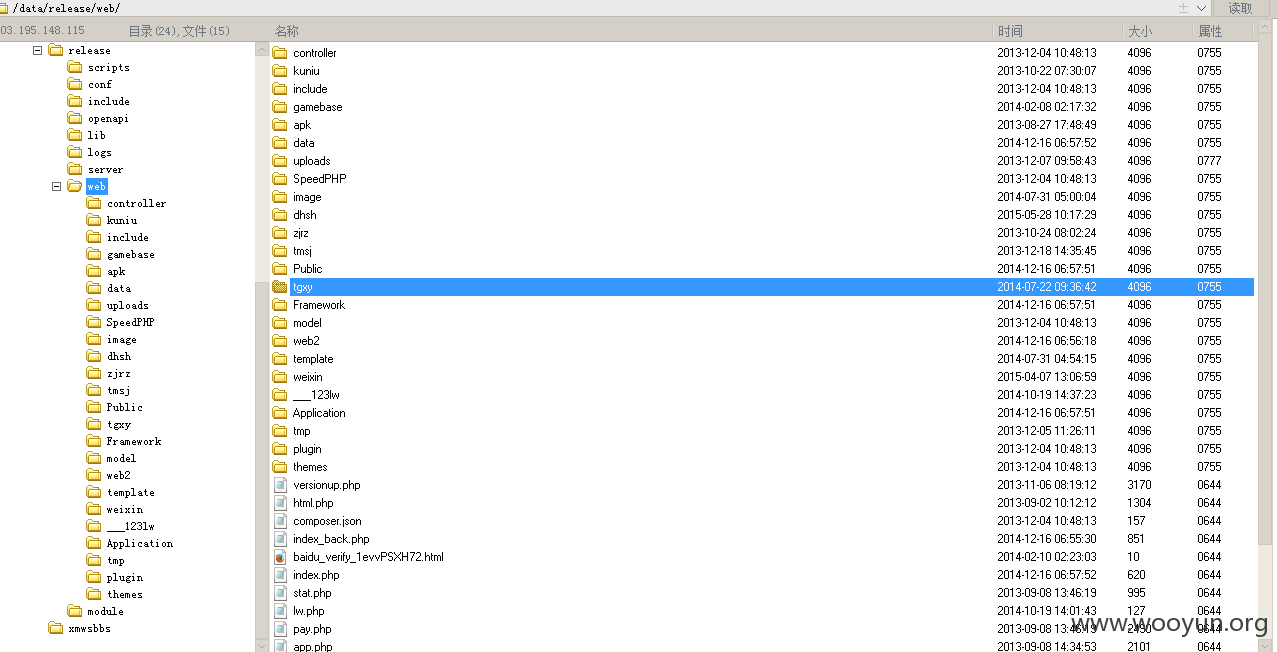 /data/release/web/ 读取
03.195.148.115 目录(24),文件(15) 名称 时间 大小 属性
release
scripts
conf
include
openapi
lib
logs
server
web
controller
kuniu
include
gamebase
apk
data
uploads
SpeedPHP
image
dhsh
zjrz
tmsj
Public
tgxy
Framework
model
web2
template
weixin
___123lw
Application
tmp
plugin
themes
module
xmwsbbs
controller 2013-12-04 10:48:13 4096 0755
kuniu 2013-10-22 07:30:07 4096 0755
include 2013-12-04 10:48:13 4096 0755
gamebase 2014-02-08 02:17:32 4096 0755
apk 2013-08-27 17:48:49 4096 0755
data 2014-12-16 06:57:52 4096 0755
uploads 2013-12-07 09:58:43 4096 0777
SpeedPHP 2013-12-04 10:48:13 4096 0755
image 2014-07-31 05:00:04 4096 0755
dhsh 2015-05-28 10:17:29 4096 0755
zjrz 2013-10-24 08:02:24 4096 0755
tmsj 2013-12-18 14:35:45 4096 0755
Public 2014-12-16 06:57:51 4096 0755
tgxy 2014-07-22 09:36:42 4096 0755
Framework 2014-12-16 06:57:51 4096 0755
model 2013-12-04 10:48:13 4096 0755
web2 2014-12-16 06:56:18 4096 0755
template 2014-07-31 04:54:15 4096 0755
weixin 2015-04-07 13:06:59 4096 0755
___123lw 2014-10-19 14:37:23 4096 0755
Application 2014-12-16 06:57:51 4096 0755
tmp 2013-12-05 11:26:11 4096 0755
plugin 2013-12-04 10:48:13 4096 0755
themes 2013-12-04 10:48:13 4096 0755
versionup.php 2013-11-06 08:19:12 3170 0644
html.php 2013-09-02 10:12:12 1304 0644
composer.json 2013-12-04 10:48:13 157 0644
index_back.php 2014-12-16 06:55:30 851 0644
baidu_verify_1evvPSXH72.html 2014-02-10 02:23:03 10 0644
index.php 2014-12-16 06:57:52 620 0644
stat.php 2013-09-08 13:46:19 995 0644
lw.php 2014-10-19 14:01:43 127 0644
pay.php 2013-09-08 13:46:19 2490 0644
app.php 2013-09-08 14:34:53 2101 0644
www.wooyun.org